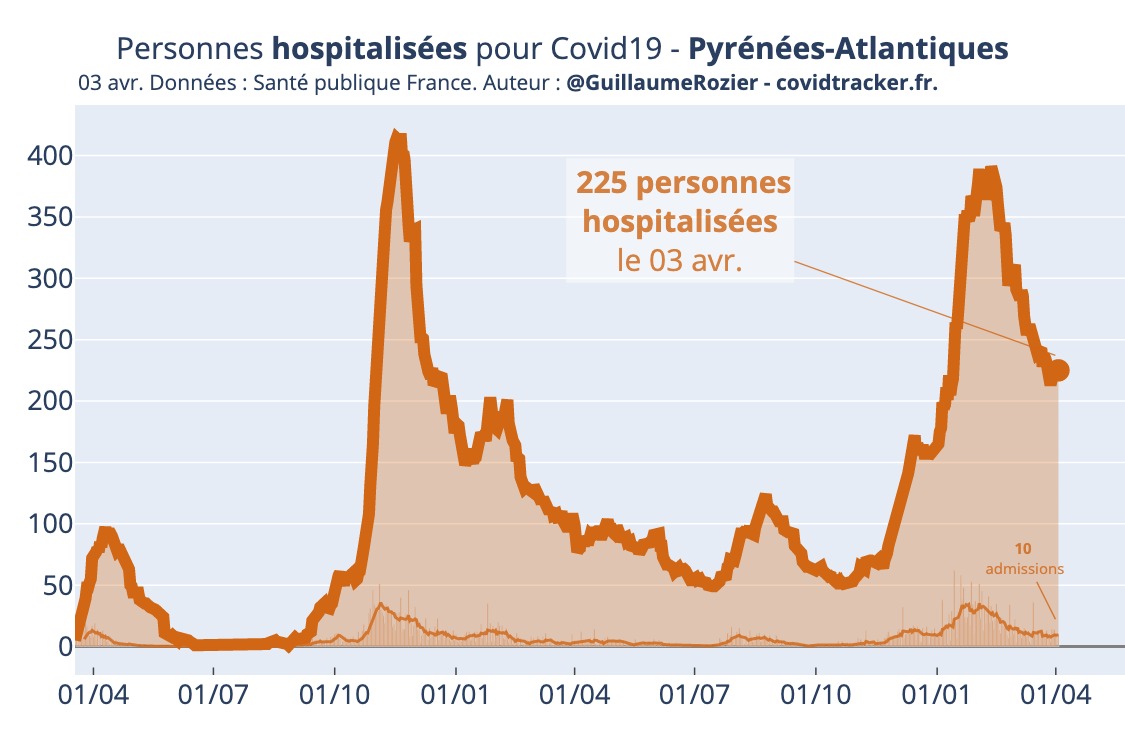 Personnes hospitalisées pour Covid19 - Pyrénées-Atlantiques
03 avr. Données : Santé publique France. Auteur : @GuillaumeRozier - covidtracker.fr.
400
350
300
250
200
150
100
50
0
225 personnes
hospitalisées
le 03 avr.
10
admissions
01/04 01/07 01/10 01/01 01/04 01/07 01/10 01/01 01/04